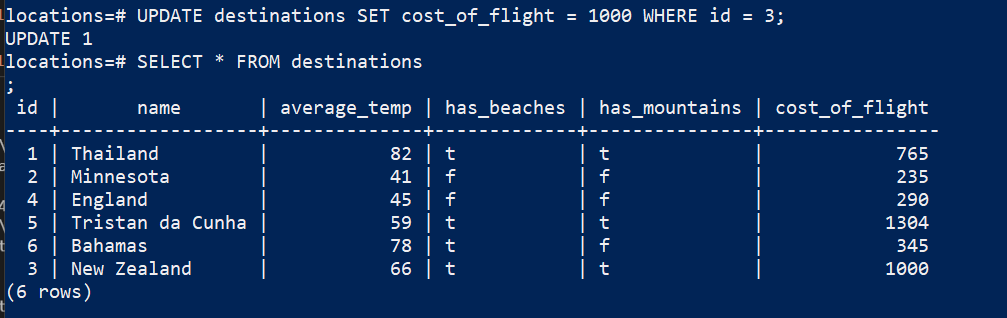 locations=# UPDATE destinations SET cost_of_flight = 1000 WHERE id = 3;
UPDATE 1
locations=# SELECT * FROM destinations
;
 id |       name       | average_temp | has_beaches | has_mountains | cost_of_flight
----+------------------+--------------+-------------+---------------+----------------
  1 | Thailand         |           82 | t           | t             |            765
  2 | Minnesota        |           41 | f           | f             |            235
  4 | England          |           45 | f           | f             |            290
  5 | Tristan da Cunha |           59 | t           | t             |           1304
  6 | Bahamas          |           78 | t           | f             |            345
  3 | New Zealand      |           66 | t           | t             |           1000
(6 rows)